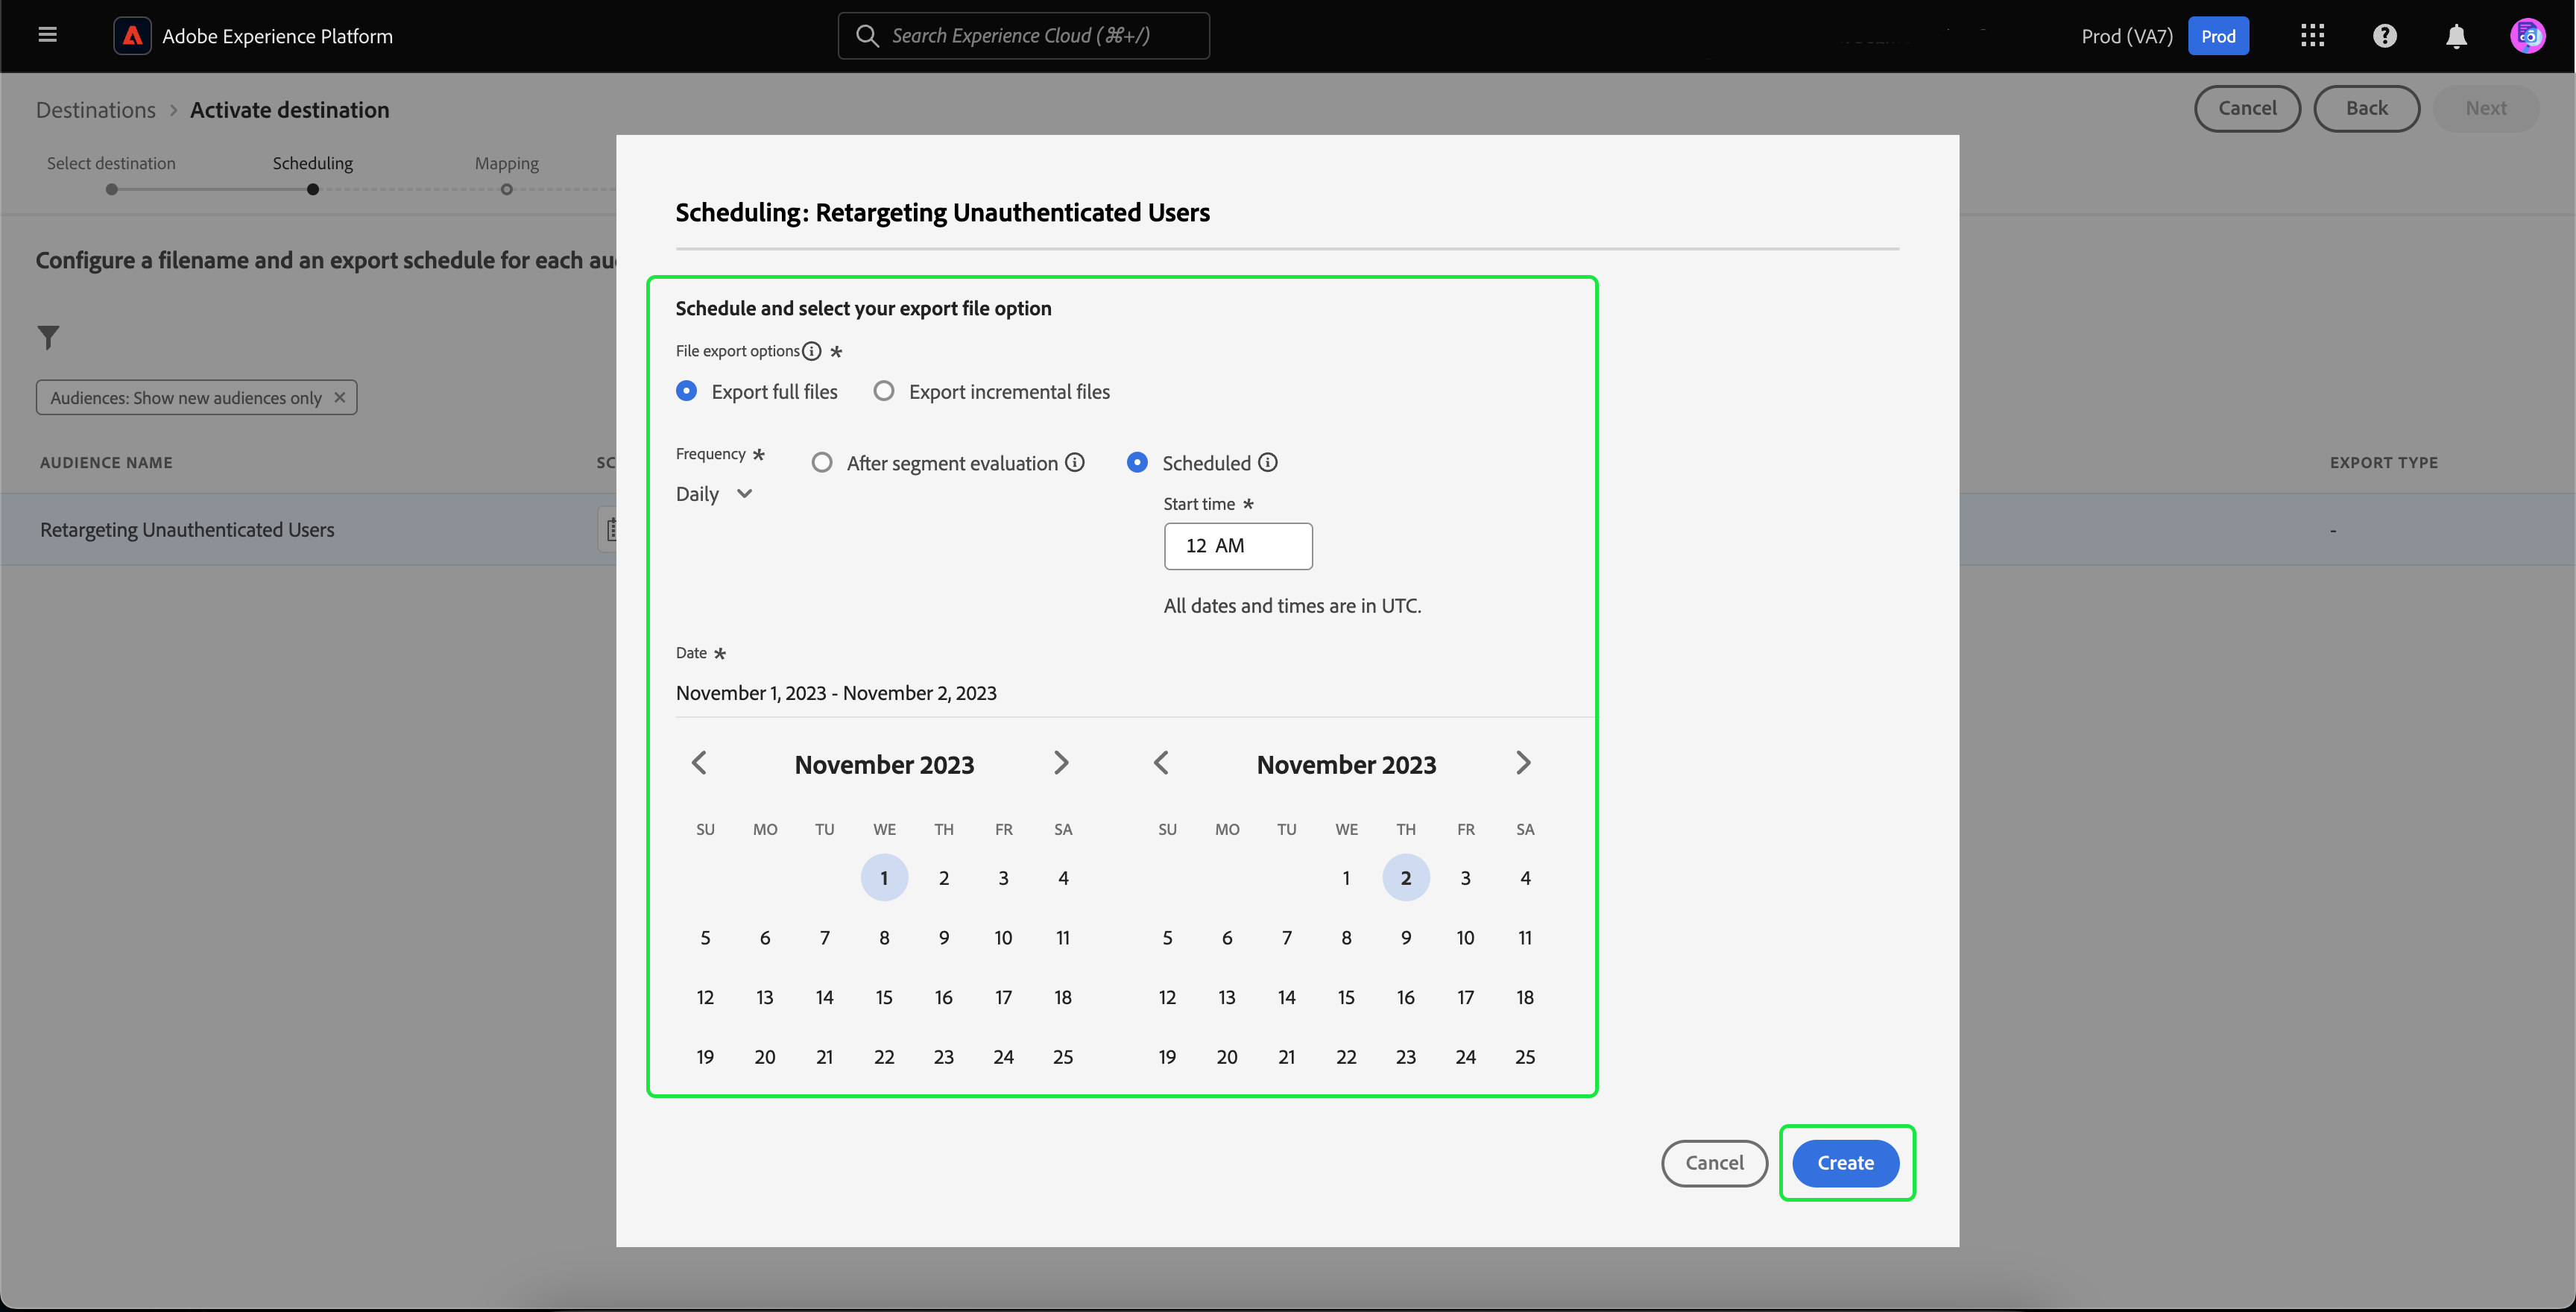 Adobe Experience Platform
Search Experience Cloud (⌘+/)
Prod (VA7) Prod
Destinations > Activate destination
Cancel Back Next
Select destination Scheduling Mapping
Configure a filename and an export schedule for each au
Audiences: Show new audiences only ×
AUDIENCE NAME SC EXPORT TYPE
Retargeting Unauthenticated Users -
Scheduling: Retargeting Unauthenticated Users
Schedule and select your export file option
File export options *
Export full files Export incremental files
Frequency * After segment evaluation Scheduled
Daily
Start time *
12 AM
All dates and times are in UTC.
Date *
November 1, 2023 - November 2, 2023
November 2023 November 2023
SU MO TU WE TH FR SA SU MO TU WE TH FR SA
1 2 3 4 1 2 3 4
5 6 7 8 9 10 11 5 6 7 8 9 10 11
12 13 14 15 16 17 18 12 13 14 15 16 17 18
19 20 21 22 23 24 25 19 20 21 22 23 24 25
Cancel Create